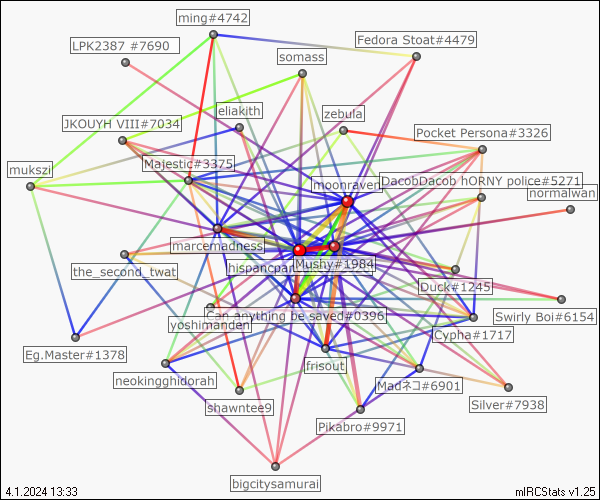 ming#4742
LPK2387 #7690
Fedora Stoat#4479
somass
eliakith
zebula
JKOUYH VIII#7034
Pocket Persona#3326
Majestic#3375
mukszi
moonraven
DacobDacob hORNY police#5271
normalwan
marcemadness
Mushy#1984
the_second_twat
hispancpar
Duck#1245
Can anything be saved#0396
Swirly Boi#6154
yoshimanden
Cypha#1717
Eg.Master#1378
frisout
neokingghidorah
Madネコ#6901
shawntee9
Silver#7938
Pikabro#9971
bigcitysamurai
4.1.2024 13:33
mIRCStats v1.25